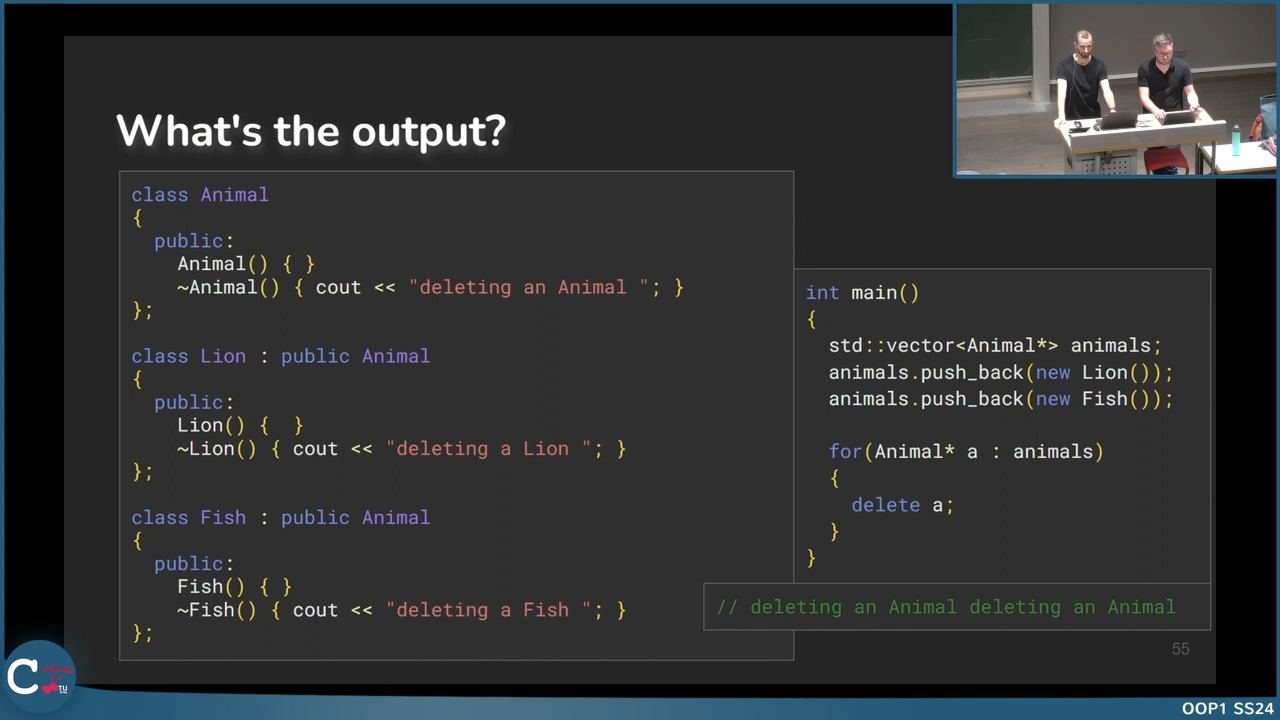 What's the output?
class Animal
{
public:
Animal() { }
~Animal() { cout << "deleting an Animal "; }
};
class Lion : public Animal
{
public:
Lion() {  }
~Lion() { cout << "deleting a Lion "; }
};
class Fish : public Animal
{
public:
Fish() { }
~Fish() { cout << "deleting a Fish "; }
};
int main()
{
std::vector<Animal*> animals;
animals.push_back(new Lion());
animals.push_back(new Fish());
for(Animal* a : animals)
{
delete a;
}
}
// deleting an Animal deleting an Animal
55
C
TU
OOP1 SS24